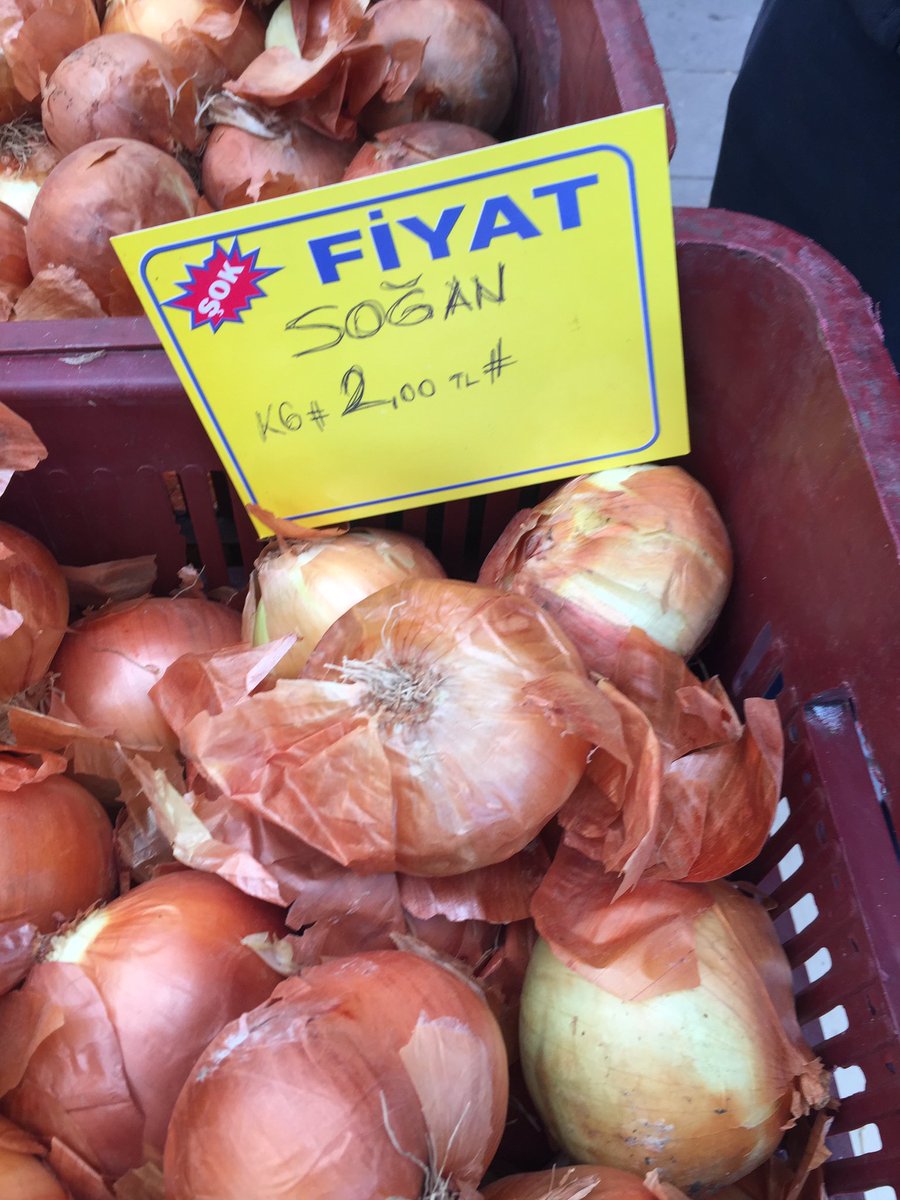 FİYAT
ŞOK
SOĞAN
KG# 2,00 TL#